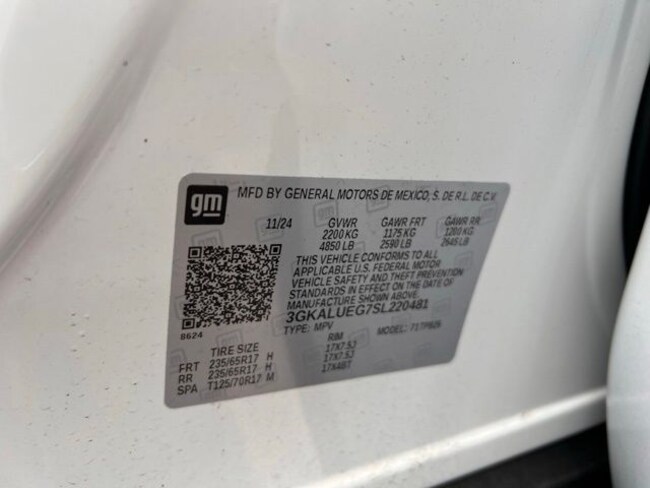 gm MFD BY GENERAL MOTORS DE MEXICO, S. DE R.L. DE C.V.
11/24 GVWR GAWR FRT GAWR RR
2200 KG 1175 KG 1200 KG
4850 LB 2590 LB 2645 LB
THIS VEHICLE CONFORMS TO ALL
APPLICABLE U.S. FEDERAL MOTOR
VEHICLE SAFETY AND THEFT PREVENTION
STANDARDS IN EFFECT ON THE DATE OF
MANUFACTURE SHOWN ABOVE.
3GKALUEG7SL220481
8624 TYPE: MPV MODEL:
TIRE SIZE RIM
FRT 235/65R17 H 17X7.5J
RR 235/65R17 H 17X7.5J
SPA T125/70R17 M 17X4BT